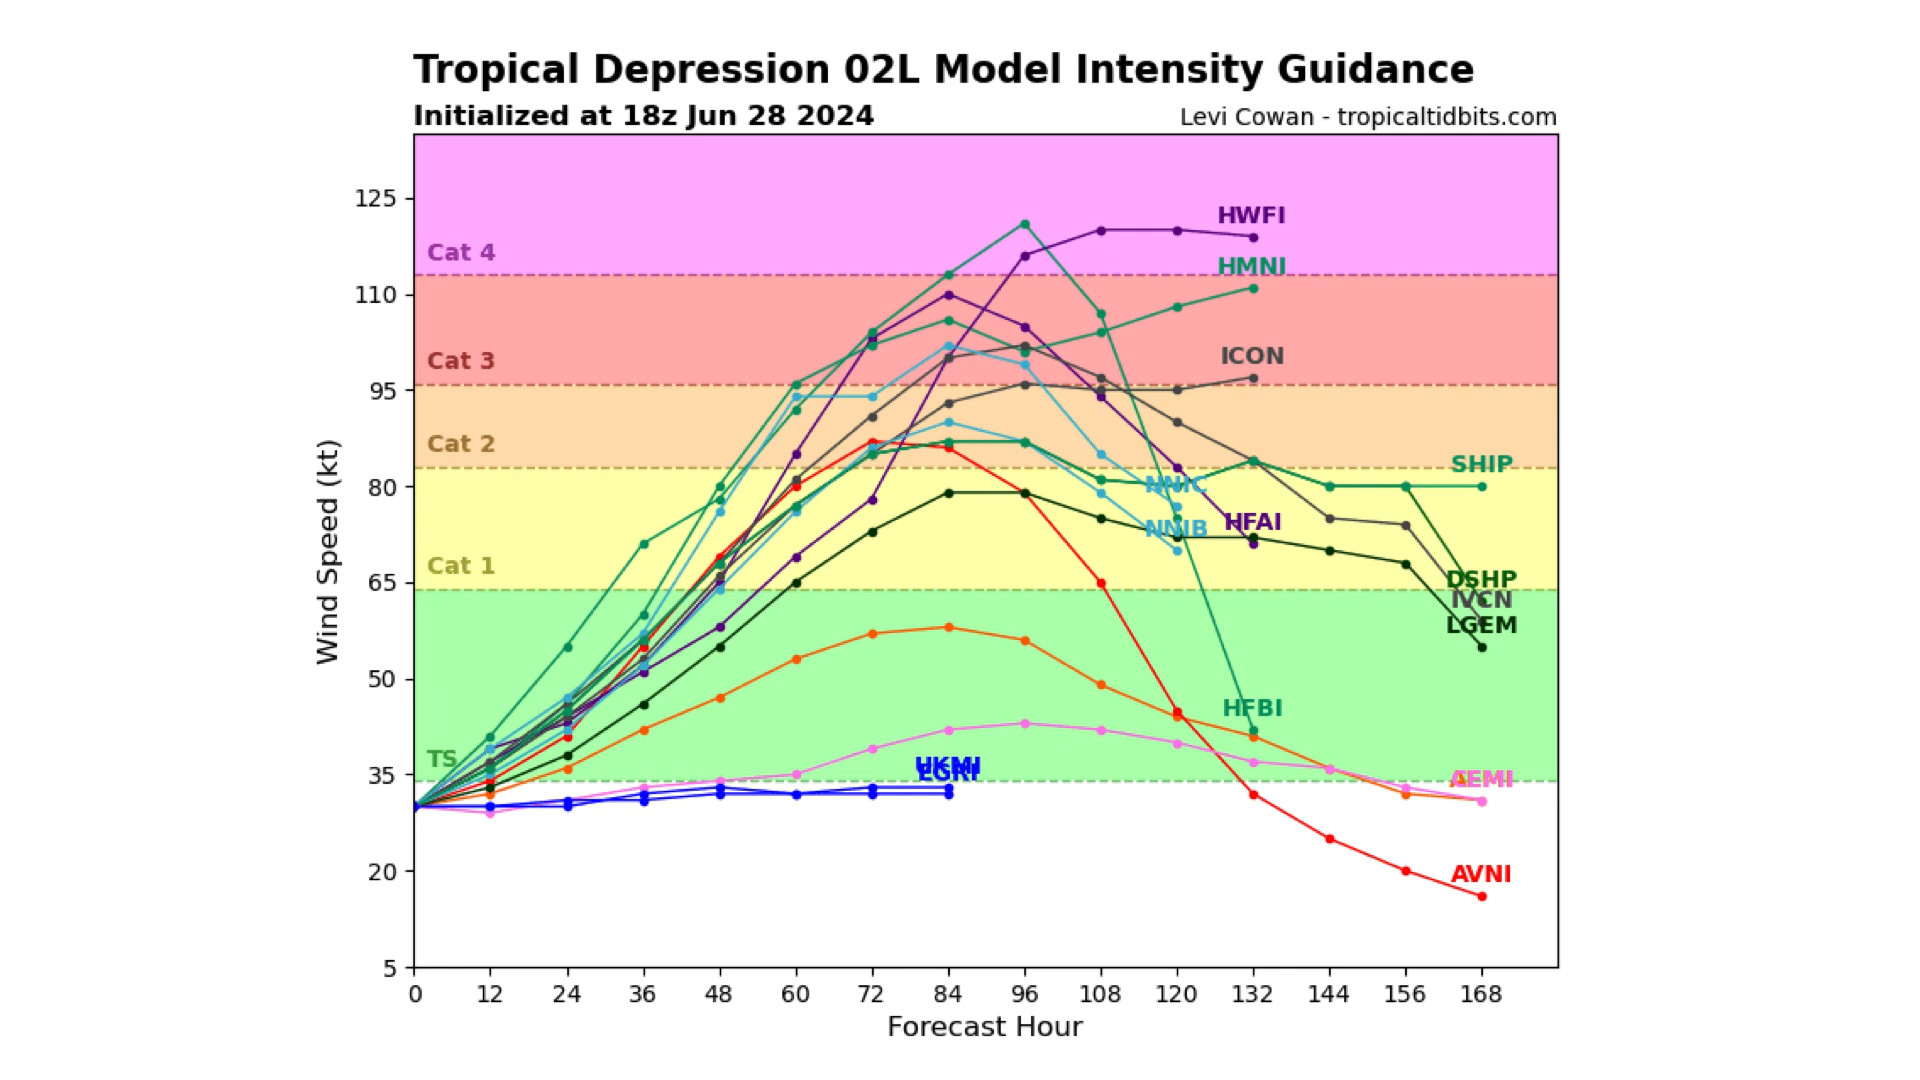 Tropical Depression 02L Model Intensity Guidance
Initialized at 18z Jun 28 2024
Levi Cowan - tropicaltidbits.com
125
HWFI
Cat 4
HMNI
110
ICON
Cat 3
95
Cat 2
SHIP
80
NNIC
HFAI
NNIB
Cat 1
65
DSHP
IVCN
LGEM
50
HFBI
TS
35
UKMI
EGRI
AEMI
AVNI
20
5
0 12 24 36 48 60 72 84 96 108 120 132 144 156 168
Wind Speed (kt)
Forecast Hour